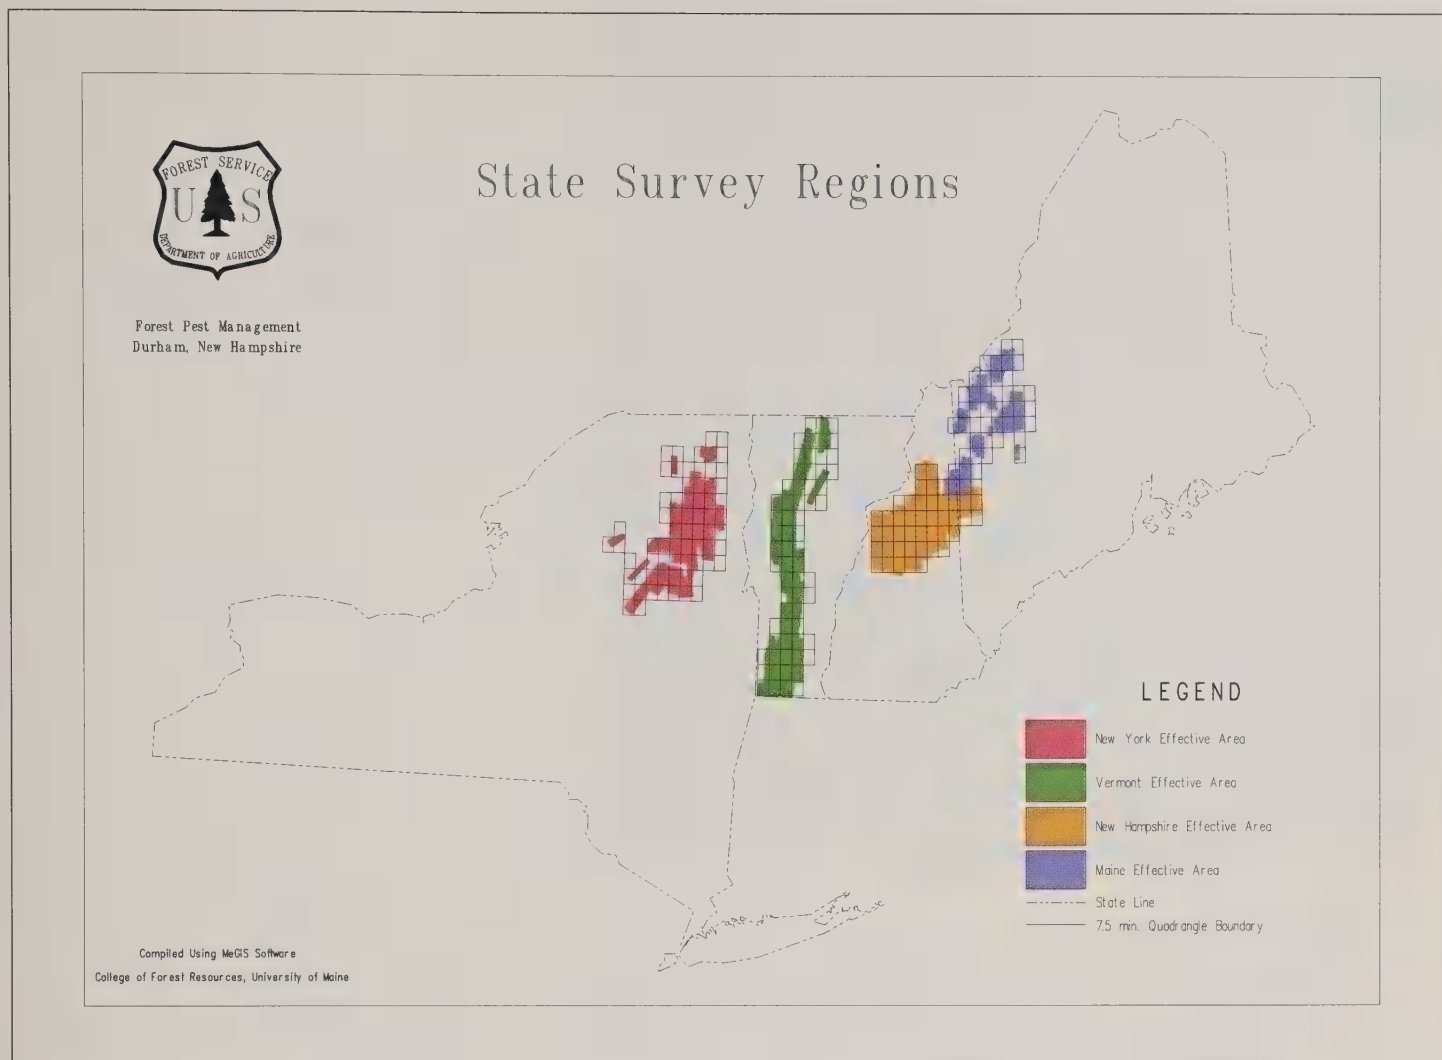 State Survey Regions
FOREST SERVICE
U S
DEPARTMENT OF AGRICULTURE
Forest Pest Management
Durham, New Hampshire
LEGEND
New York Effective Area
Vermont Effective Area
New Hampshire Effective Area
Maine Effective Area
State Line
7.5 min. Quadrangle Boundary
Compiled Using MeGIS Software
College of Forest Resources, University of Maine